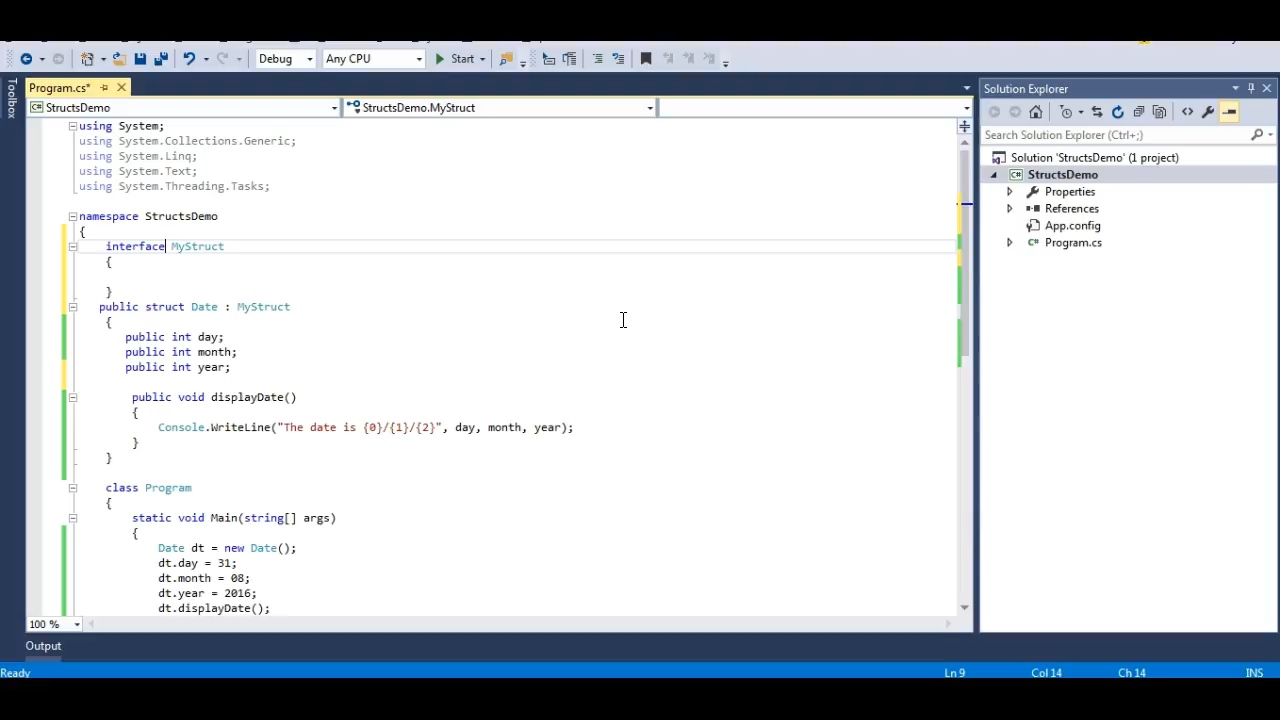 Debug Any CPU Start
Program.cs*
StructsDemo StructsDemo.MyStruct
using System;
using System.Collections.Generic;
using System.Linq;
using System.Text;
using System.Threading.Tasks;
namespace StructsDemo
{
interface MyStruct
{
}
public struct Date : MyStruct
{
public int day;
public int month;
public int year;
public void displayDate()
{
Console.WriteLine("The date is {0}/{1}/{2}", day, month, year);
}
}
class Program
{
static void Main(string[] args)
{
Date dt = new Date();
dt.day = 31;
dt.month = 08;
dt.year = 2016;
dt.displayDate();
100 %
Toolbox
Solution Explorer
Search Solution Explorer (Ctrl+;)
Solution 'StructsDemo' (1 project)
C# StructsDemo
Properties
References
App.config
C# Program.cs
Output
Ready Ln 9 Col 14 Ch 14 INS